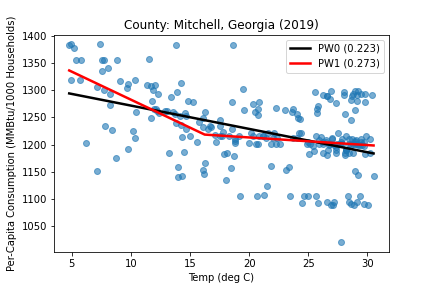 County: Mitchell, Georgia (2019)
Per-Capita Consumption (MMBtu/1000 Households)
1400
1350
1300
1250
1200
1150
1100
1050
PW0 (0.223)
PW1 (0.273)
5 10 15 20 25 30
Temp (deg C)